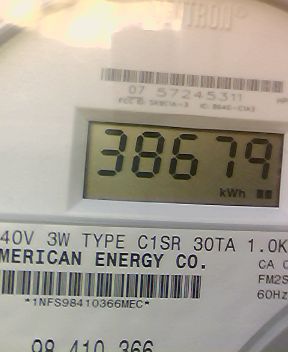 07 57245311
38679
kWh
40V 3W TYPE C1SR 30TA 1.0K
MERICAN ENERGY CO.
CA 0
FM2S
60Hz
*1NFS98410366MEC*
98 410 366